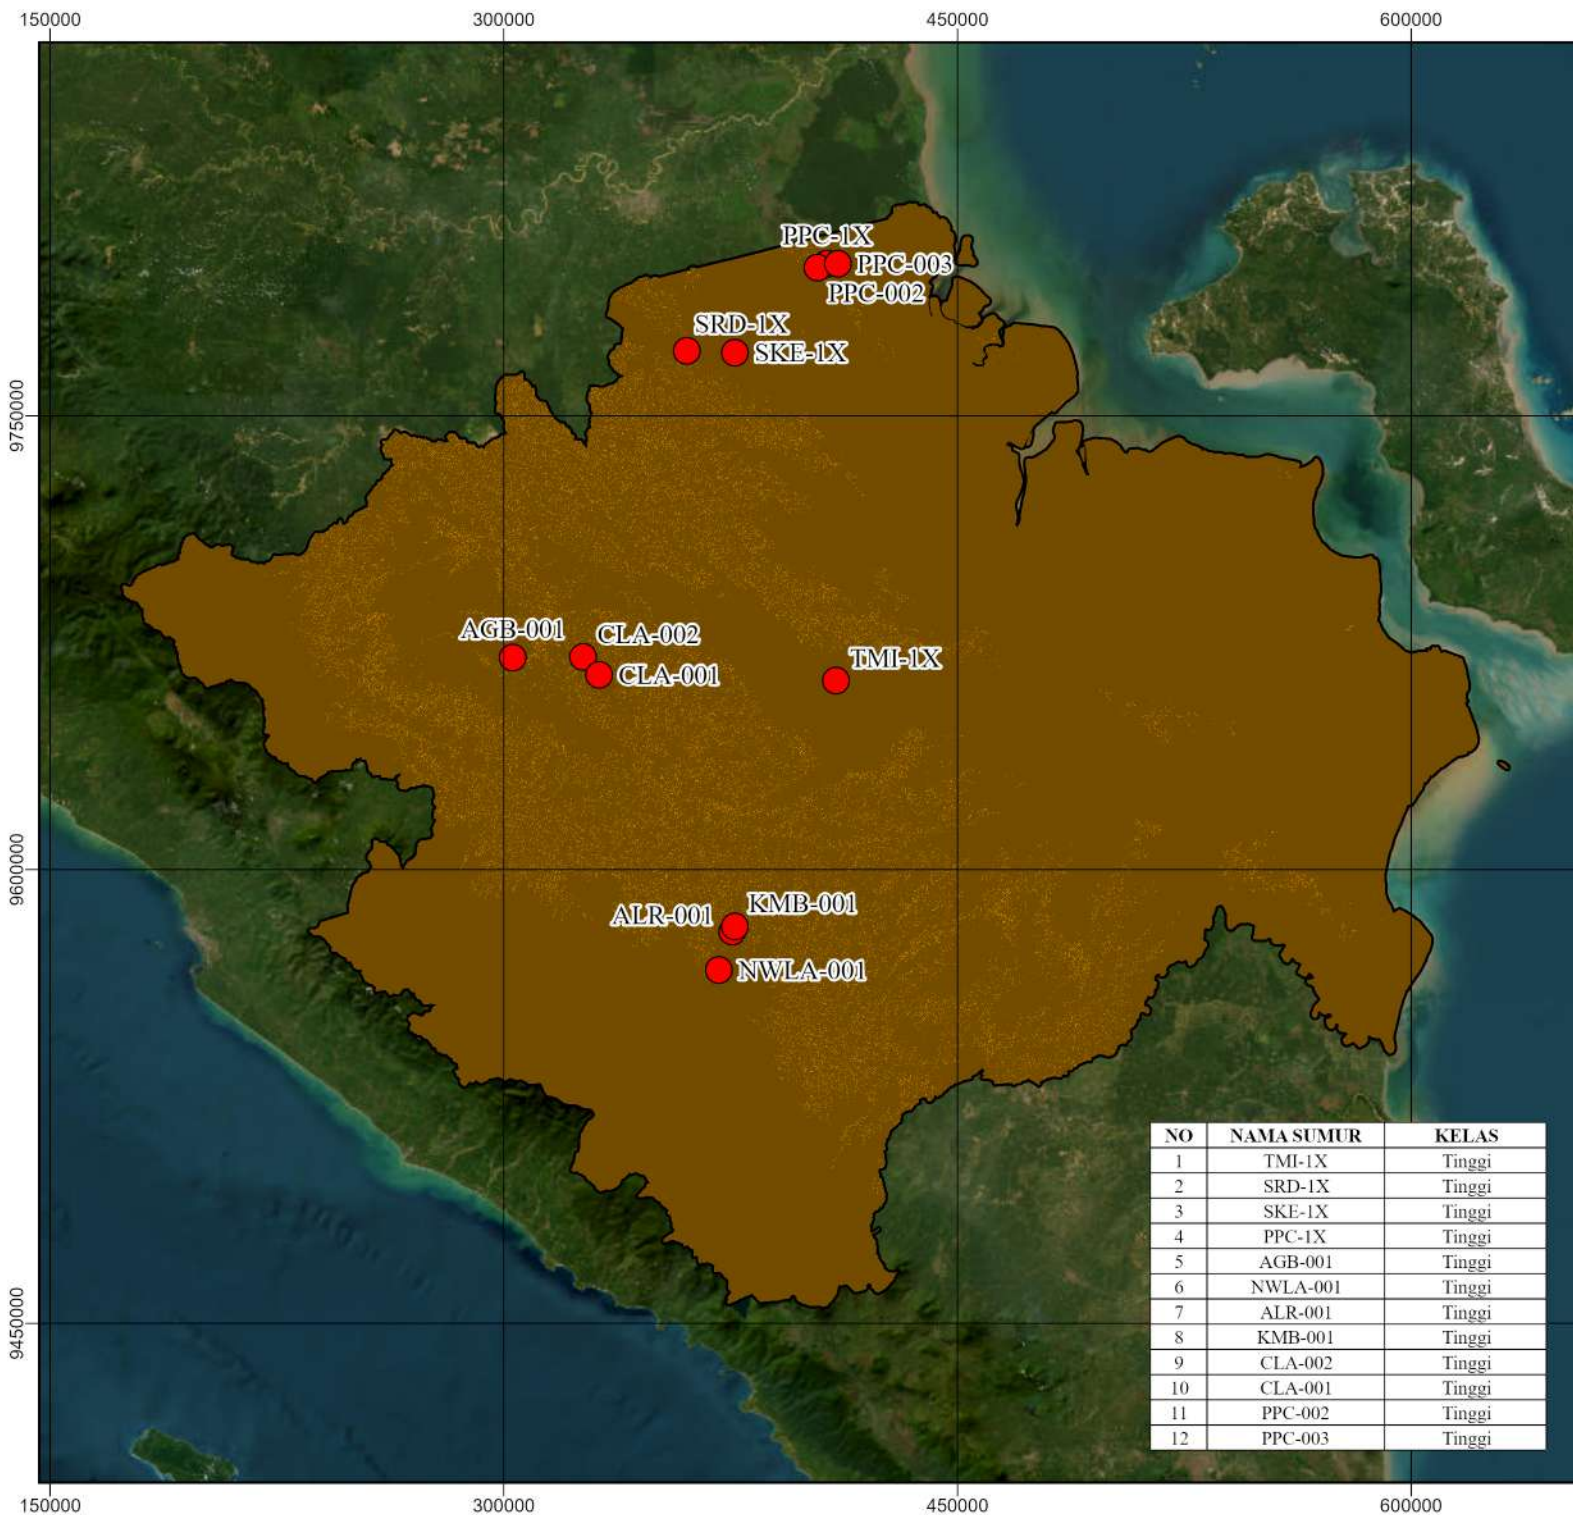 150000 300000 450000 600000
PPC-1X
PPC-003
PPC-002
SRD-1X
SKE-1X
9750000
AGB-001
CLA-002
CLA-001
TMI-1X
9600000
ALR-001
KMB-001
NWLA-001
9450000
NO NAMA SUMUR KELAS
1 TMI-1X Tinggi
2 SRD-1X Tinggi
3 SKE-1X Tinggi
4 PPC-1X Tinggi
5 AGB-001 Tinggi
6 NWLA-001 Tinggi
7 ALR-001 Tinggi
8 KMB-001 Tinggi
9 CLA-002 Tinggi
10 CLA-001 Tinggi
11 PPC-002 Tinggi
12 PPC-003 Tinggi
150000 300000 450000 600000